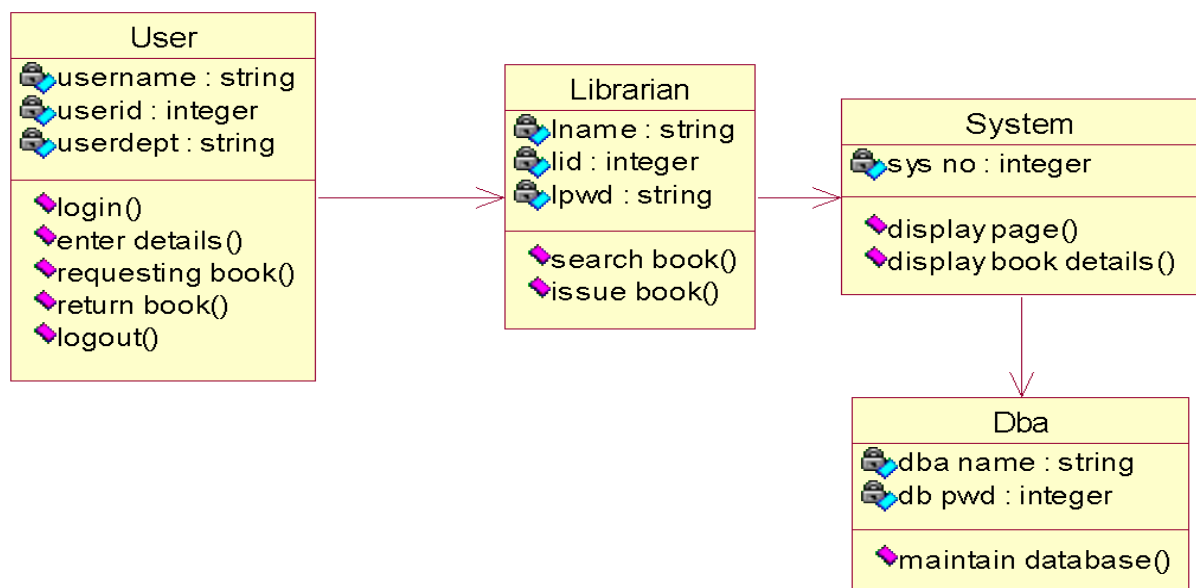 User
username : string
userid : integer
userdept : string
login()
enter details()
requesting book()
return book()
logout()
Librarian
lname : string
lid : integer
lpwd : string
search book()
issue book()
System
sys no : integer
display page()
display book details()
Dba
dba name : string
db pwd : integer
maintain database()